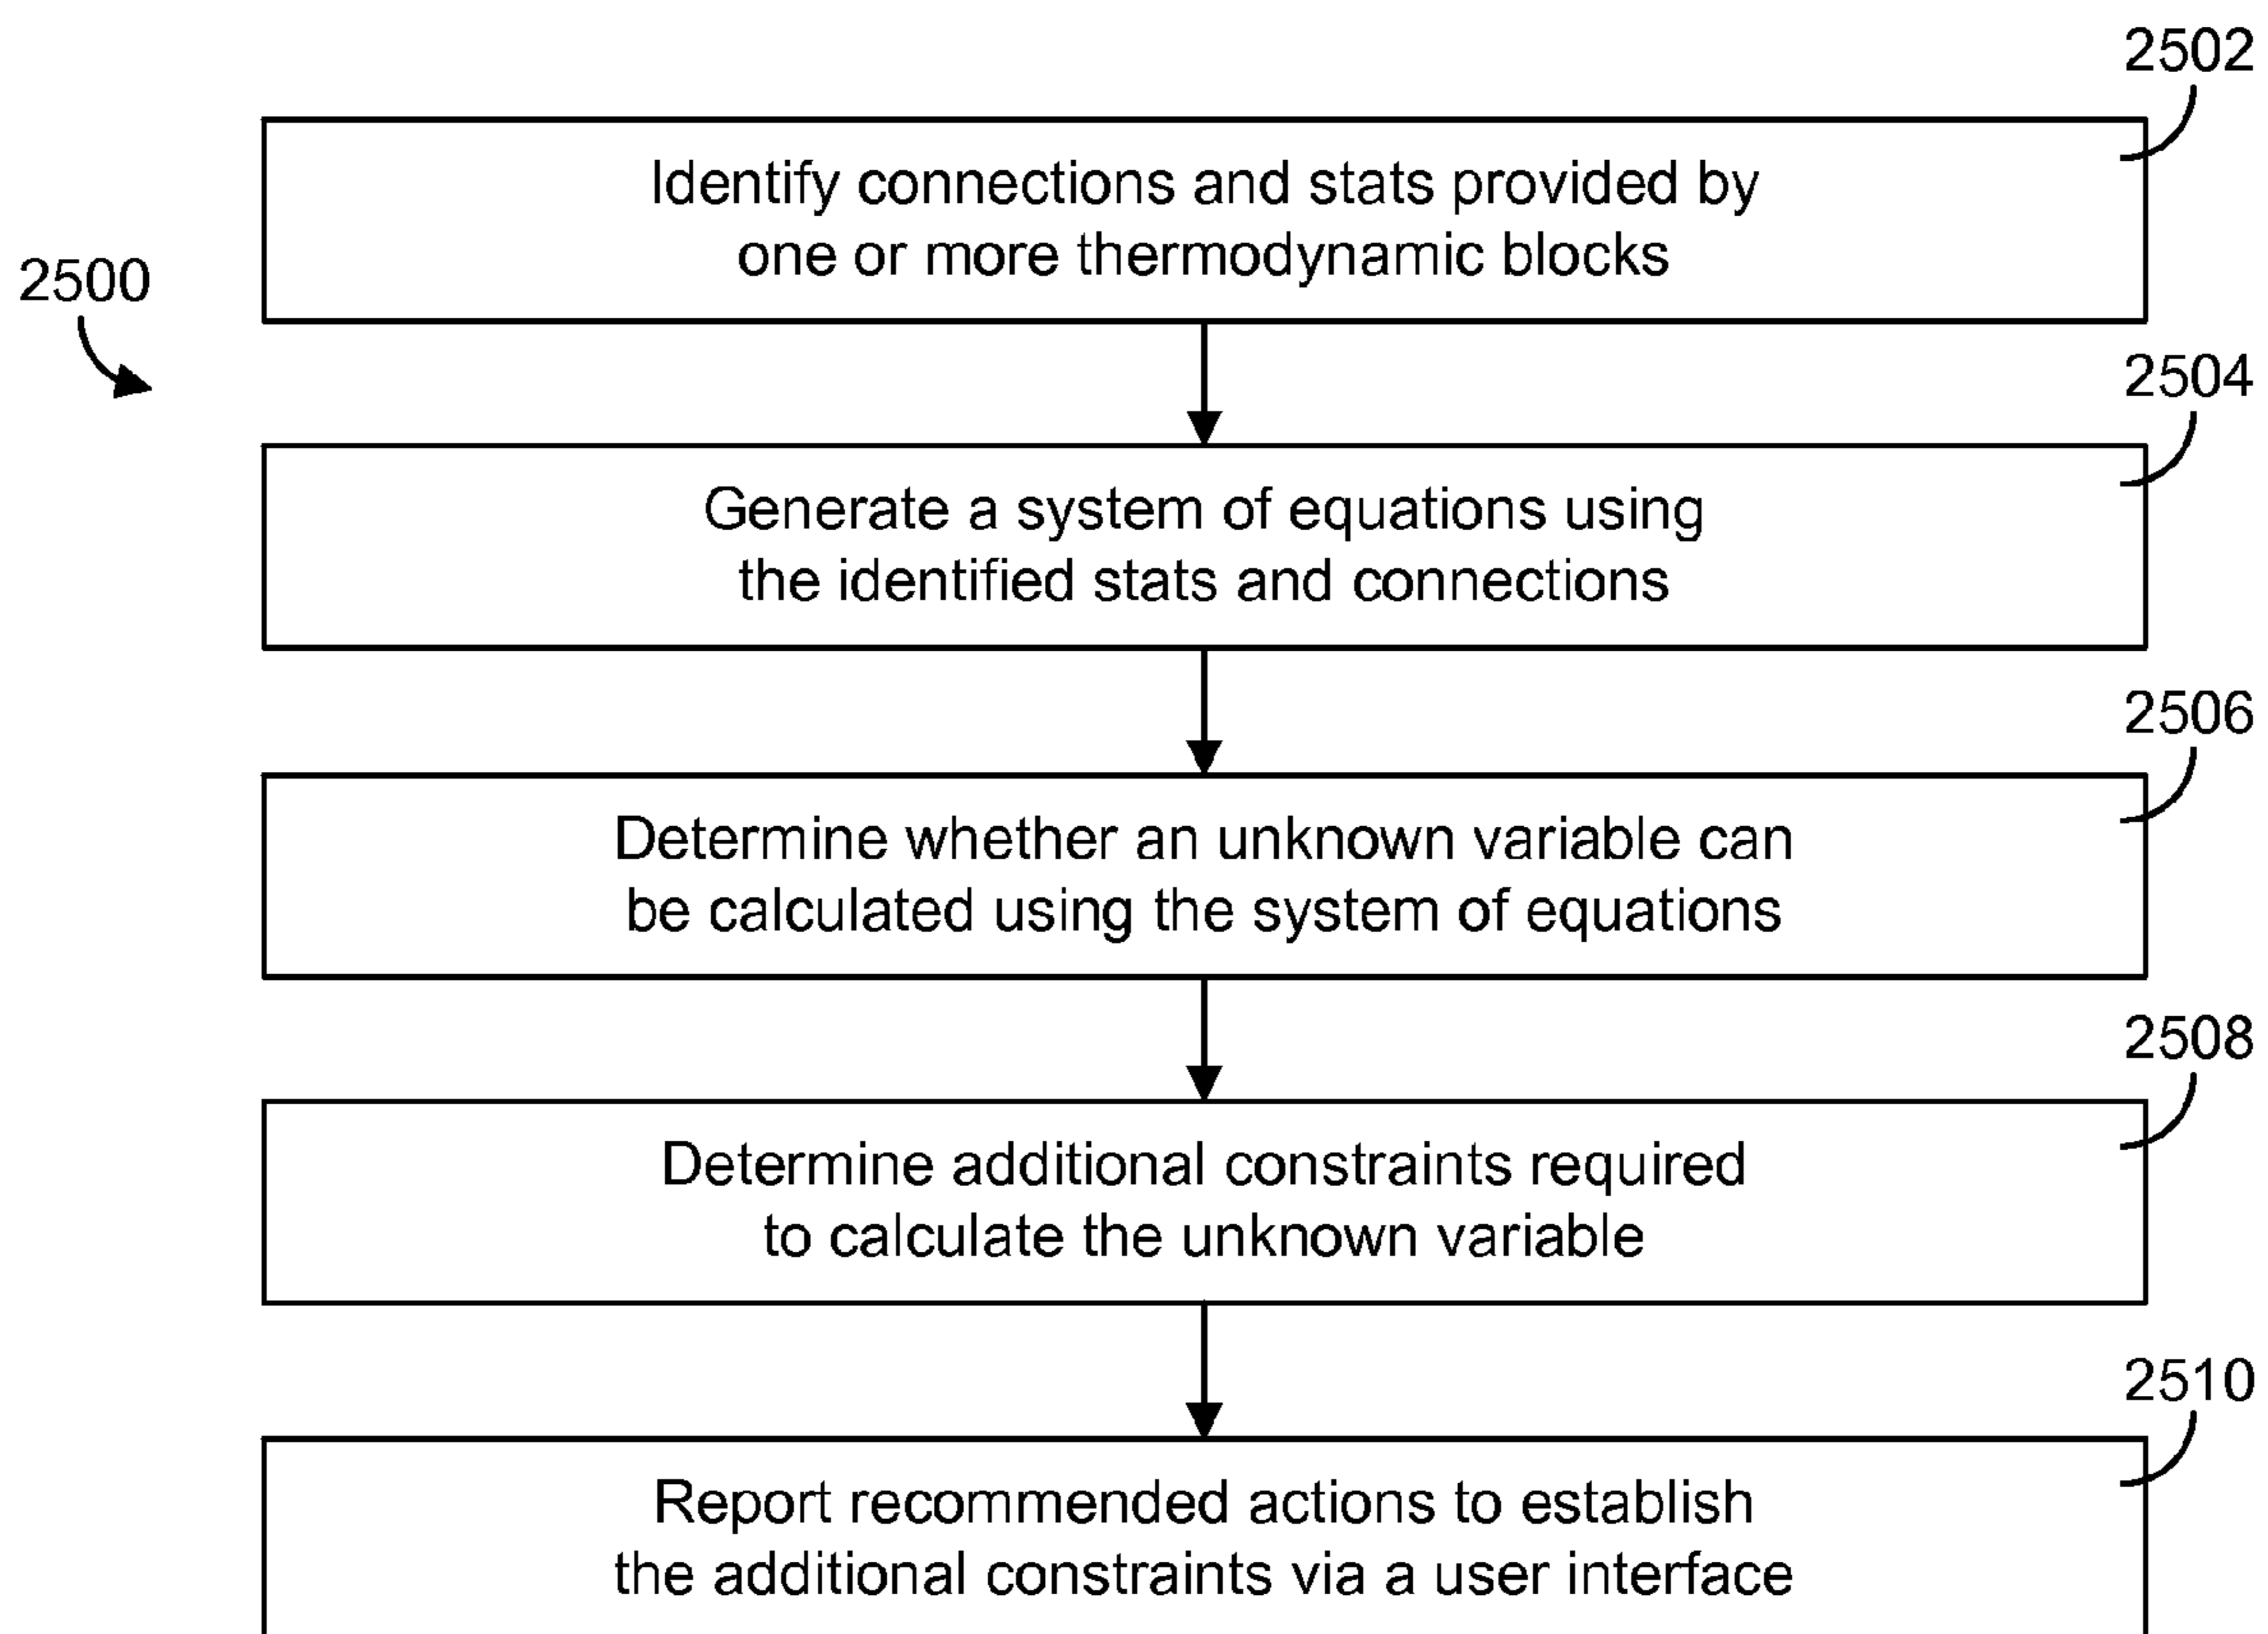 2502
Identify connections and stats provided by
one or more thermodynamic blocks
2500
2504
Generate a system of equations using
the identified stats and connections
2506
Determine whether an unknown variable can
be calculated using the system of equations
2508
Determine additional constraints required
to calculate the unknown variable
2510
Report recommended actions to establish
the additional constraints via a user interface